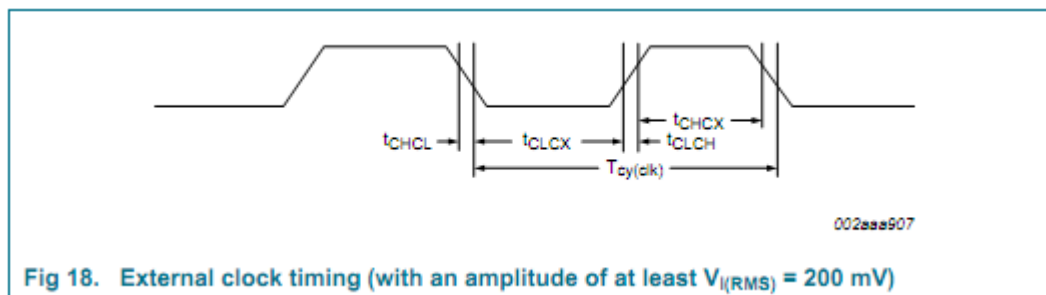 tCHCX
tCHCL tCLCX tCLCH
Tcy(clk)
002aaa907
Fig 18. External clock timing (with an amplitude of at least VI(RMS) = 200 mV)